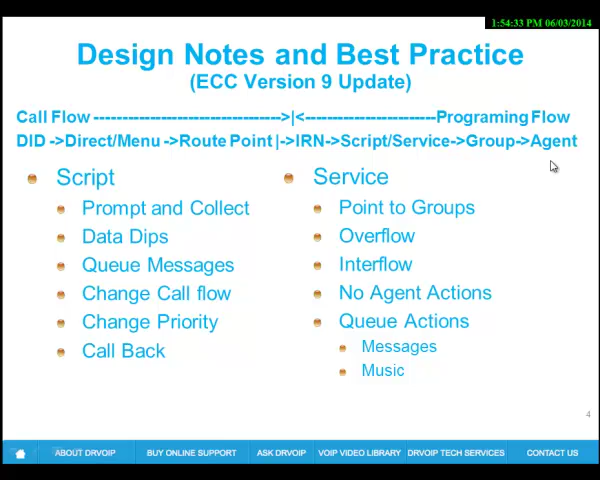 1:54:33 PM 06/03/2014
Design Notes and Best Practice
(ECC Version 9 Update)
Call Flow --------------------------------->|<-----------------------Programing Flow
DID ->Direct/Menu ->Route Point |->IRN->Script/Service->Group->Agent
Script
Prompt and Collect
Data Dips
Queue Messages
Change Call flow
Change Priority
Call Back
Service
Point to Groups
Overflow
Interflow
No Agent Actions
Queue Actions
Messages
Music
4
ABOUT DRVOIP BUY ONLINE SUPPORT ASK DRVOIP VOIP VIDEO LIBRARY DRVOIP TECH SERVICES CONTACT US